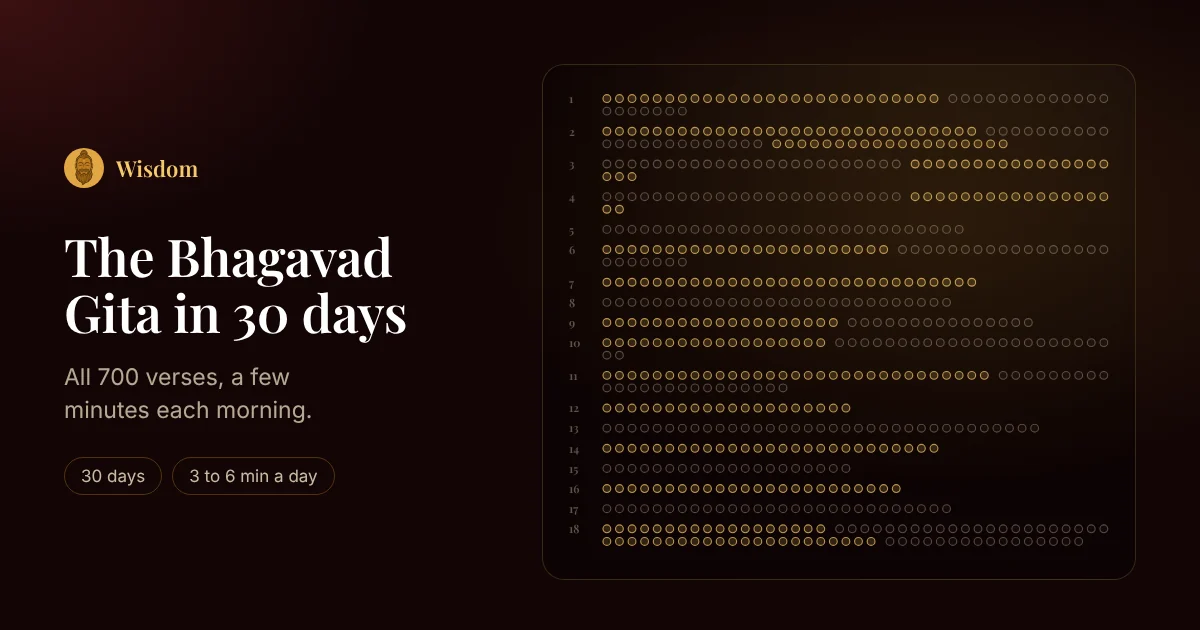 Wisdom
The Bhagavad
Gita in 30 days
All 700 verses, a few
minutes each morning.
30 days
3 to 6 min a day
1
2
3
4
5
6
7
8
9
10
11
12
13
14
15
16
17
18